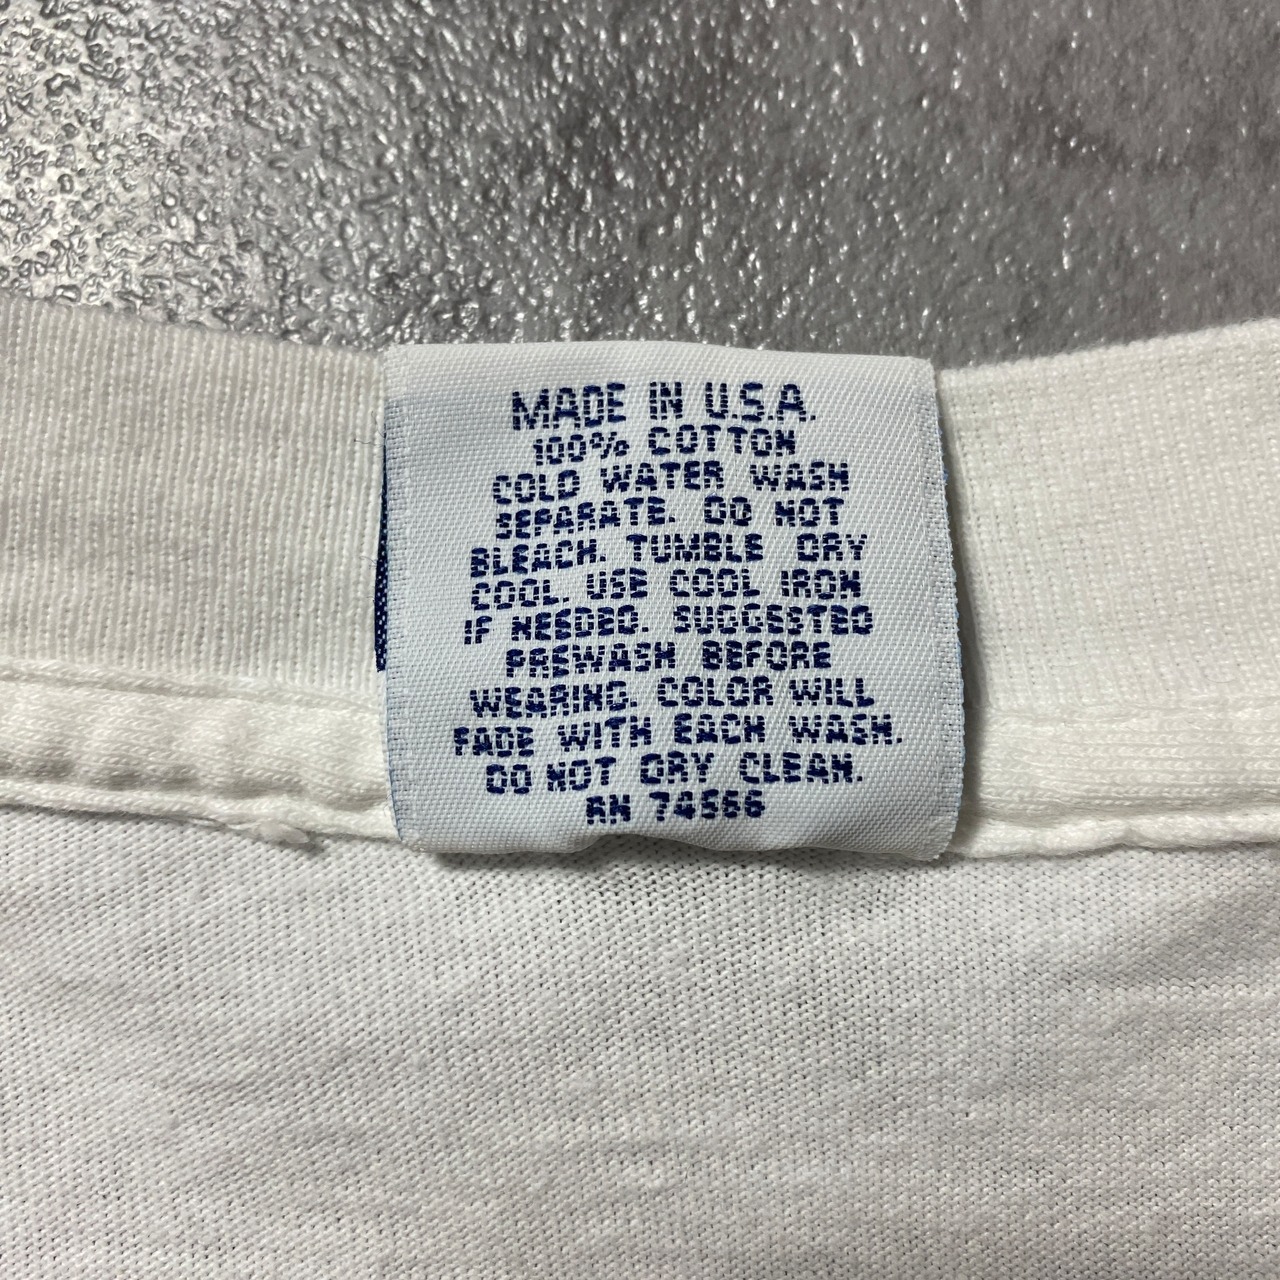 MADE IN U.S.A.
100% COTTON
COLD WATER WASH
SEPARATE. DO NOT
BLEACH. TUMBLE DRY
COOL. USE COOL IRON
IF NEEDED. SUGGESTED
PREWASH BEFORE
WEARING. COLOR WILL
FADE WITH EACH WASH.
DO NOT DRY CLEAN.
RN 74566